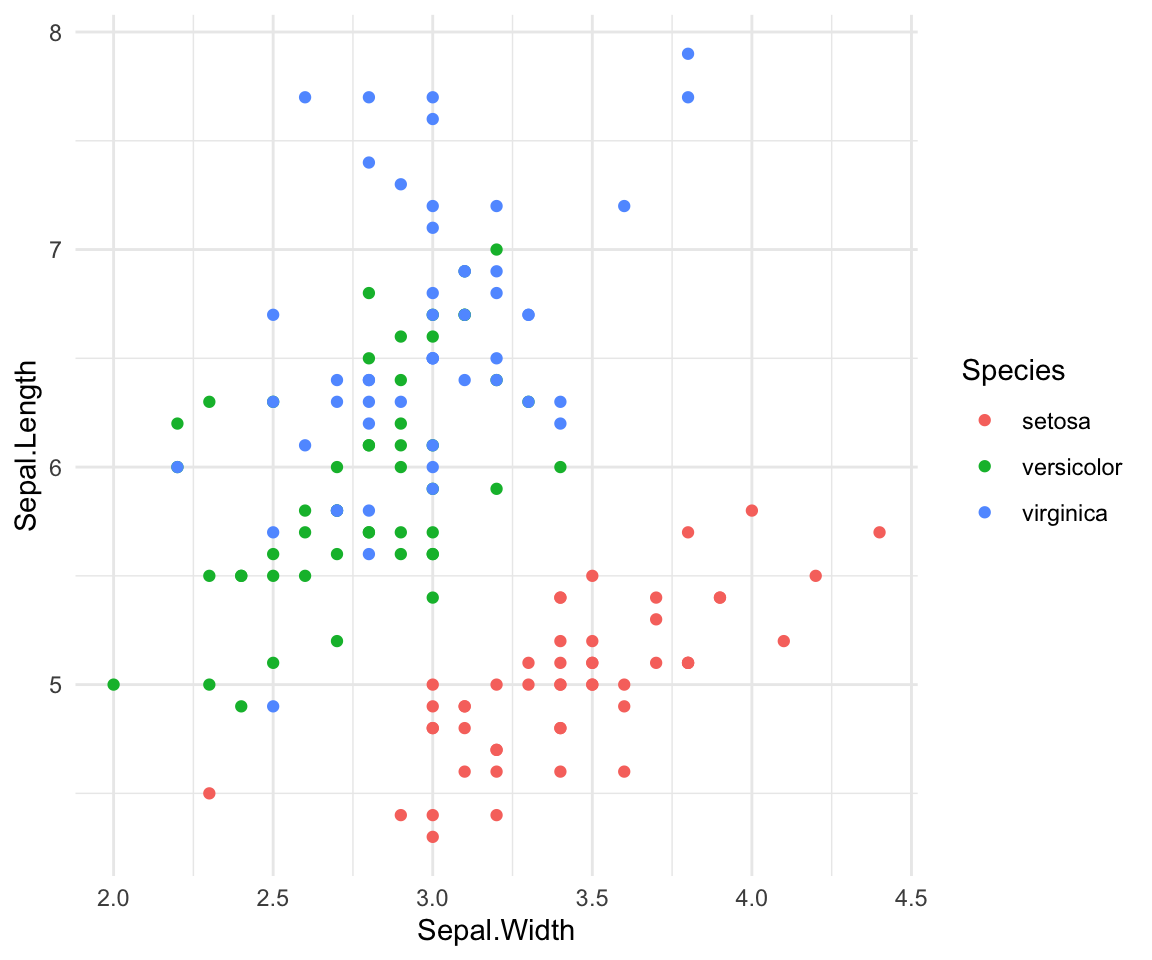 8
7
6
5
Sepal.Length
2.0 2.5 3.0 3.5 4.0 4.5
Sepal.Width
Species
setosa
versicolor
virginica